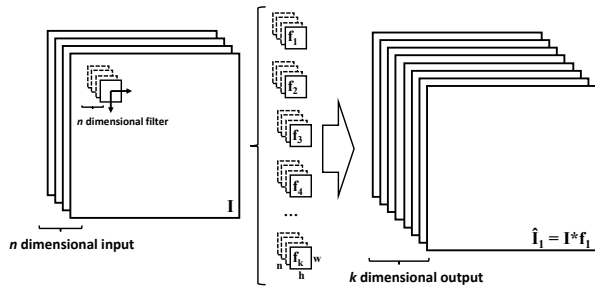 n dimensional filter
I
n dimensional input
f1
f2
f3
f4
...
fk
n
w
h
Î1 = I*f1
k dimensional output